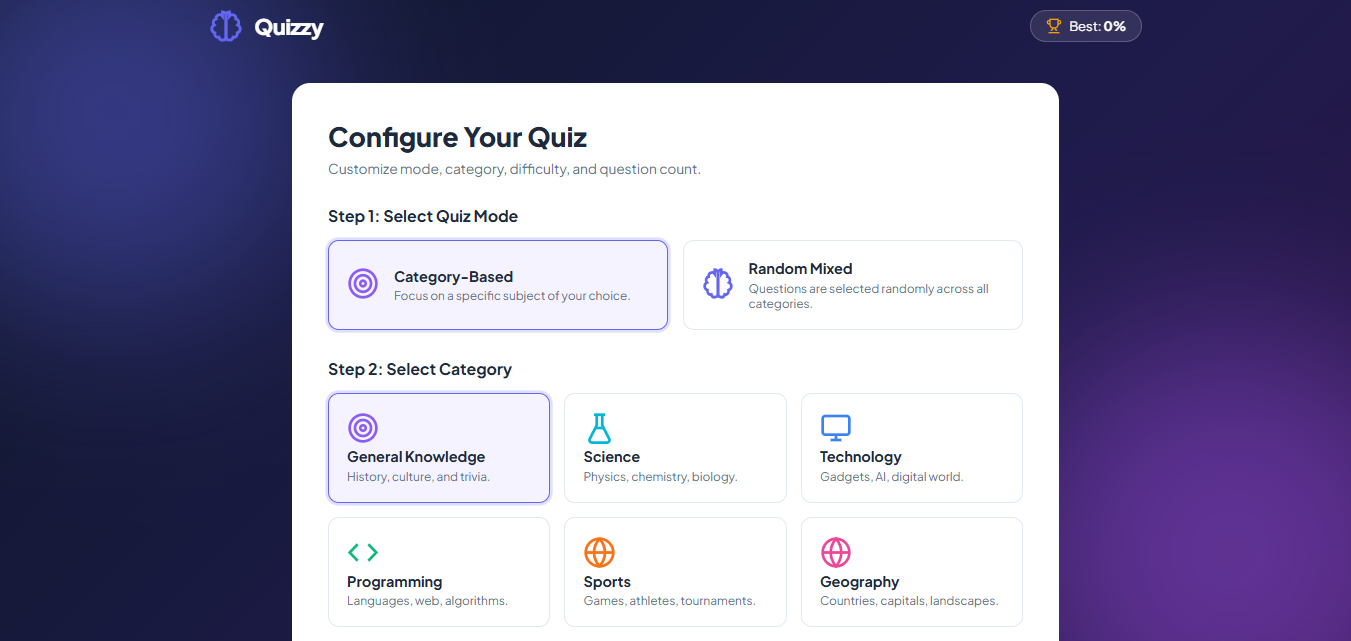 Quizzy
Best: 0%
Configure Your Quiz
Customize mode, category, difficulty, and question count.
Step 1: Select Quiz Mode
Category-Based
Focus on a specific subject of your choice.
Random Mixed
Questions are selected randomly across all
categories.
Step 2: Select Category
General Knowledge
History, culture, and trivia.
Science
Physics, chemistry, biology.
Technology
Gadgets, AI, digital world.
Programming
Languages, web, algorithms.
Sports
Games, athletes, tournaments.
Geography
Countries, capitals, landscapes.